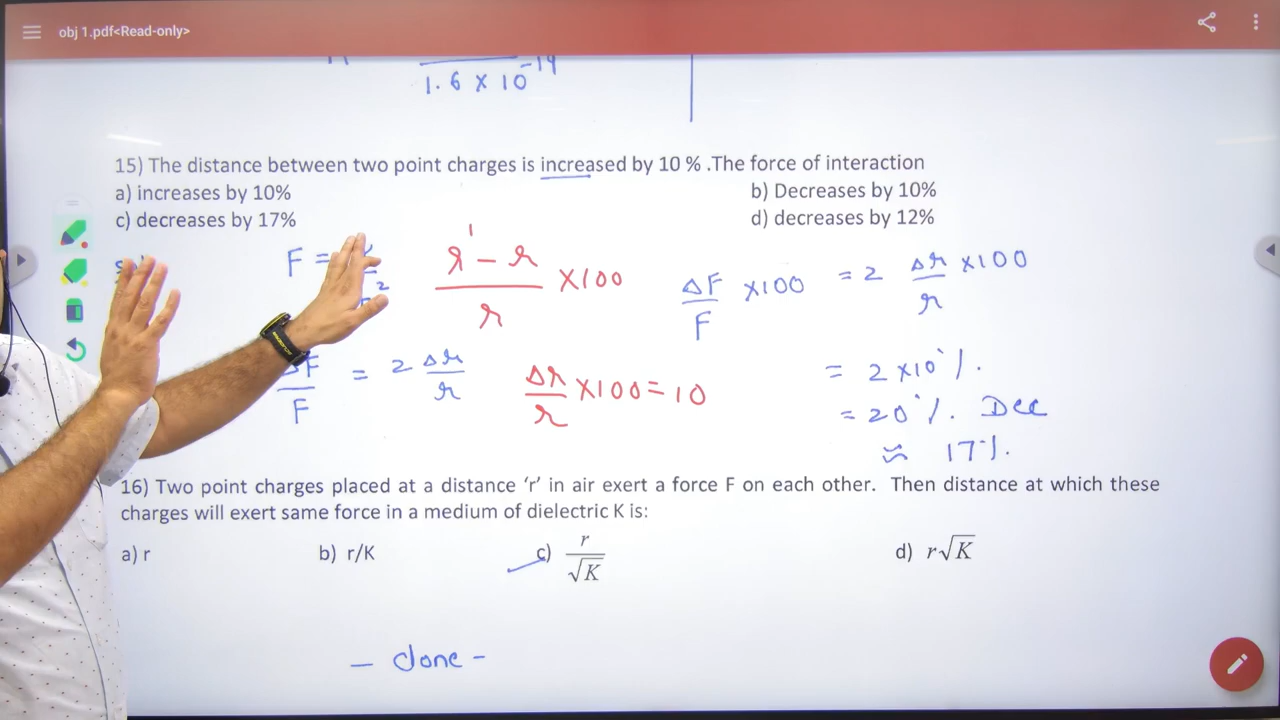 obj 1.pdf<Read-only>
1.6 X 10
15) The distance between two point charges is increased by 10 % .The force of interaction
a) increases by 10%
b) Decreases by 10%
c) decreases by 17%
d) decreases by 12%
F =
r' - r / r X100
ΔF/F X100 = 2 Δr/r X100
ΔF/F = 2 Δr/r
Δr/r X100 = 10
= 2 X10 %.
= 20 %. Dec
≈ 17%.
16) Two point charges placed at a distance ‘r’ in air exert a force F on each other. Then distance at which these
charges will exert same force in a medium of dielectric K is:
a) r
b) r/K
c) r/√K
d) r√K
- done -